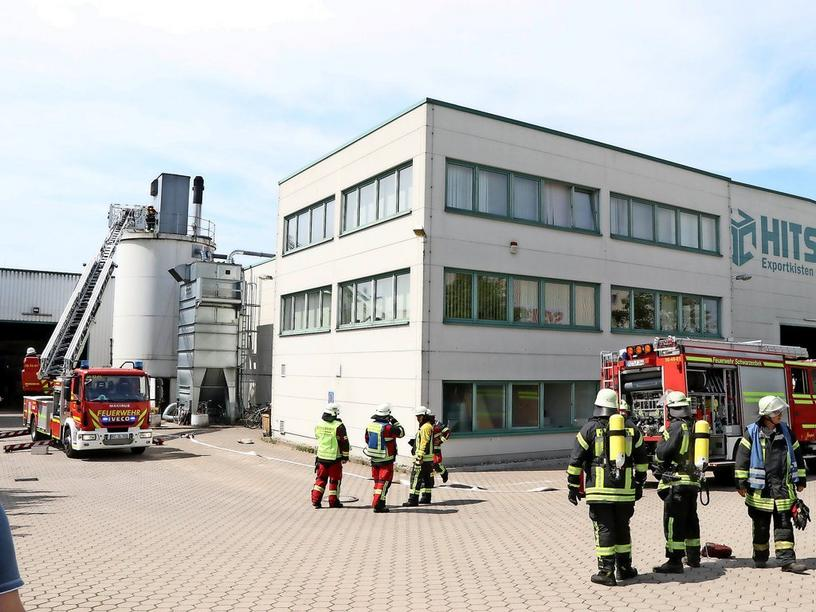 HITS
Exportkisten
FEUERWEHR
IVECO
Feuerwehr Schwarzenbek